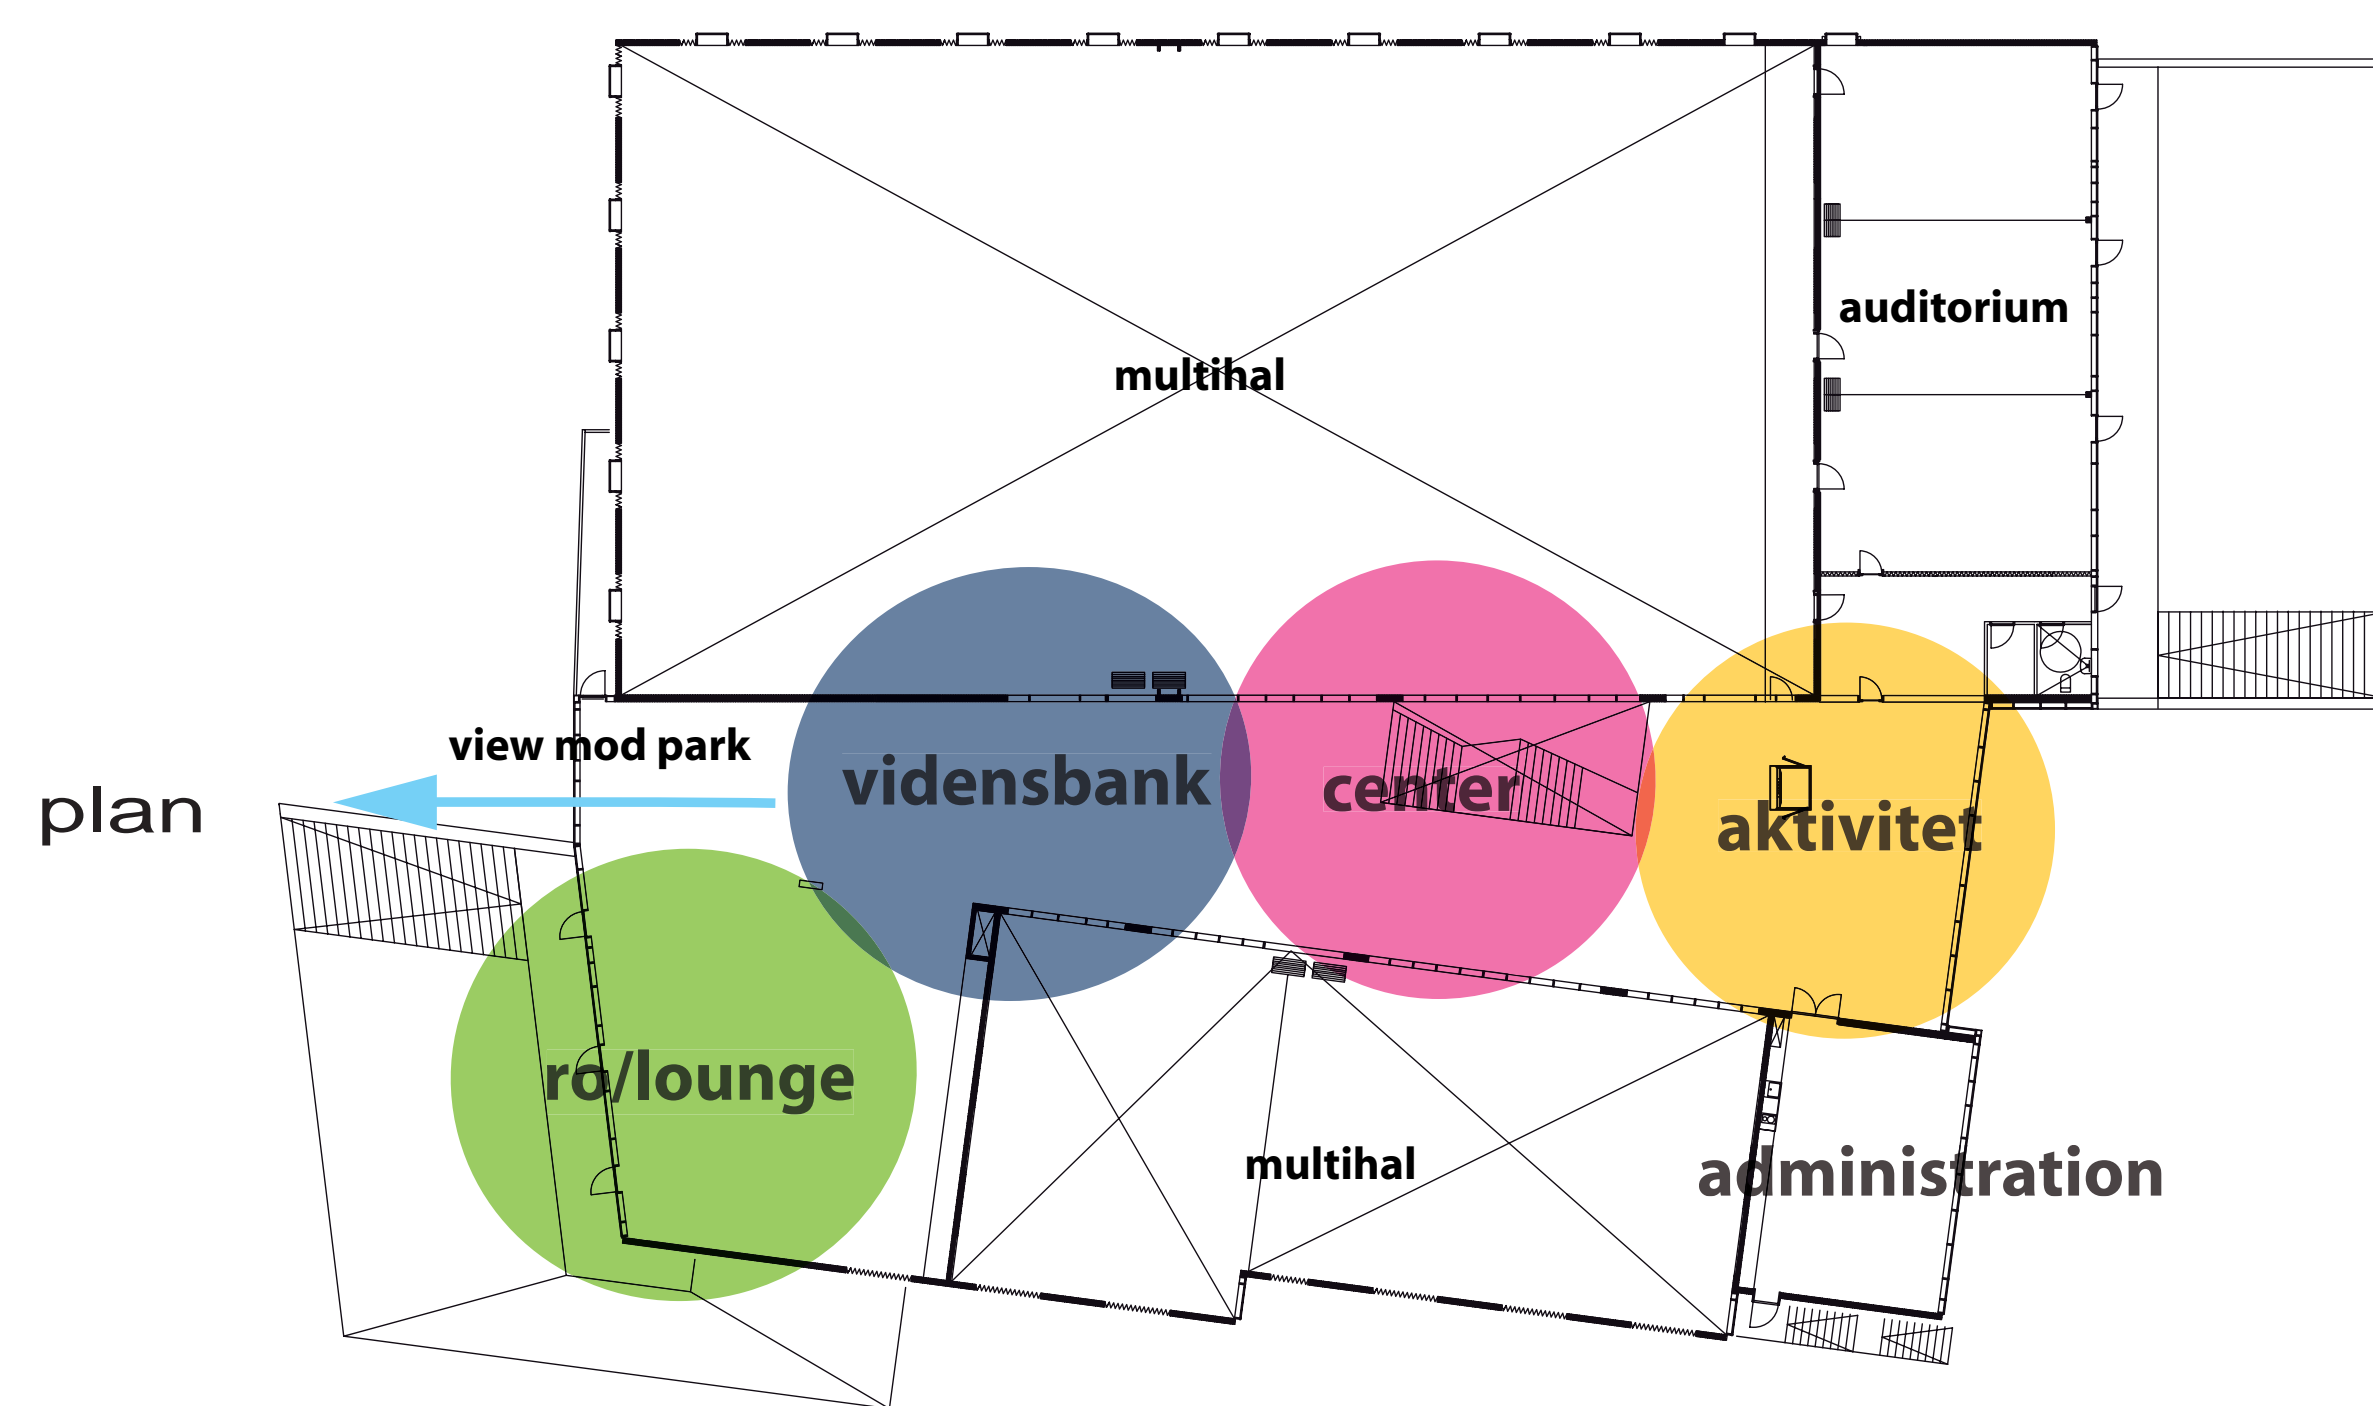 auditorium
multihal
view mod park
vidensbank
center
plan
aktivitet
ro/lounge
multihal
administration